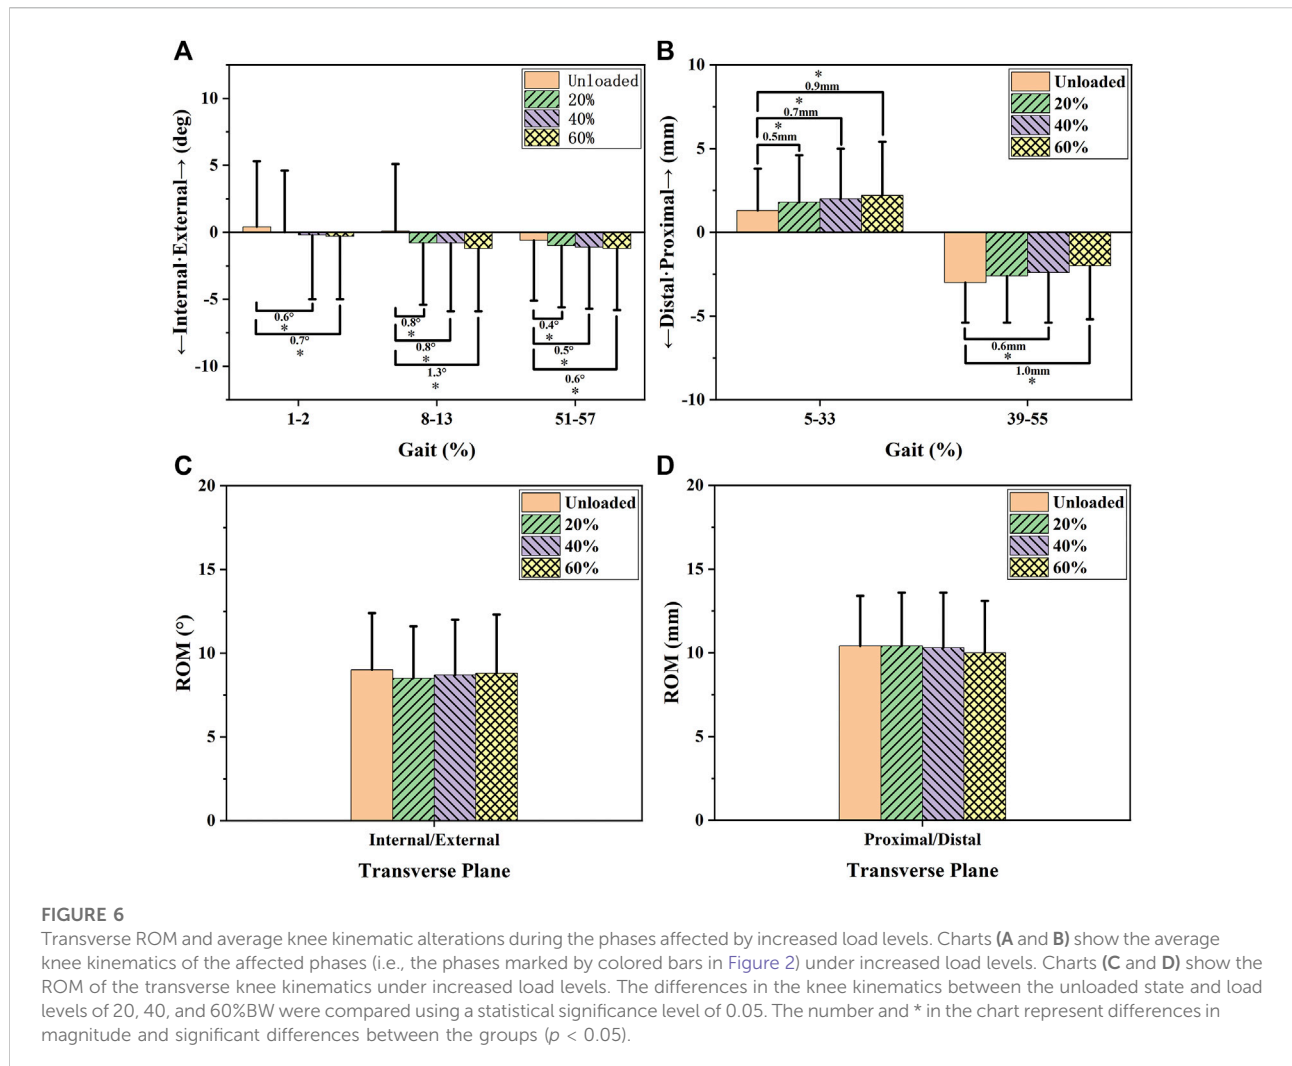 A
←Internal·External→ (deg)
10
5
0
-5
-10
Unloaded
20%
40%
60%
0.6°
*
0.7°
*
0.8°
*
0.8°
*
1.3°
*
0.4°
*
0.5°
*
0.6°
*
1-2
8-13
51-57
Gait (%)
B
←Distal·Proximal→ (mm)
10
5
0
-5
-10
Unloaded
20%
40%
60%
*
0.9mm
*
0.7mm
*
0.5mm
0.6mm
*
1.0mm
*
5-33
39-55
Gait (%)
C
ROM (°)
20
15
10
5
0
Unloaded
20%
40%
60%
Internal/External
Transverse Plane
D
ROM (mm)
20
15
10
5
0
Unloaded
20%
40%
60%
Proximal/Distal
Transverse Plane
FIGURE 6
Transverse ROM and average knee kinematic alterations during the phases affected by increased load levels. Charts (A and B) show the average
knee kinematics of the affected phases (i.e., the phases marked by colored bars in Figure 2) under increased load levels. Charts (C and D) show the
ROM of the transverse knee kinematics under increased load levels. The differences in the knee kinematics between the unloaded state and load
levels of 20, 40, and 60%BW were compared using a statistical significance level of 0.05. The number and * in the chart represent differences in
magnitude and significant differences between the groups (p < 0.05).